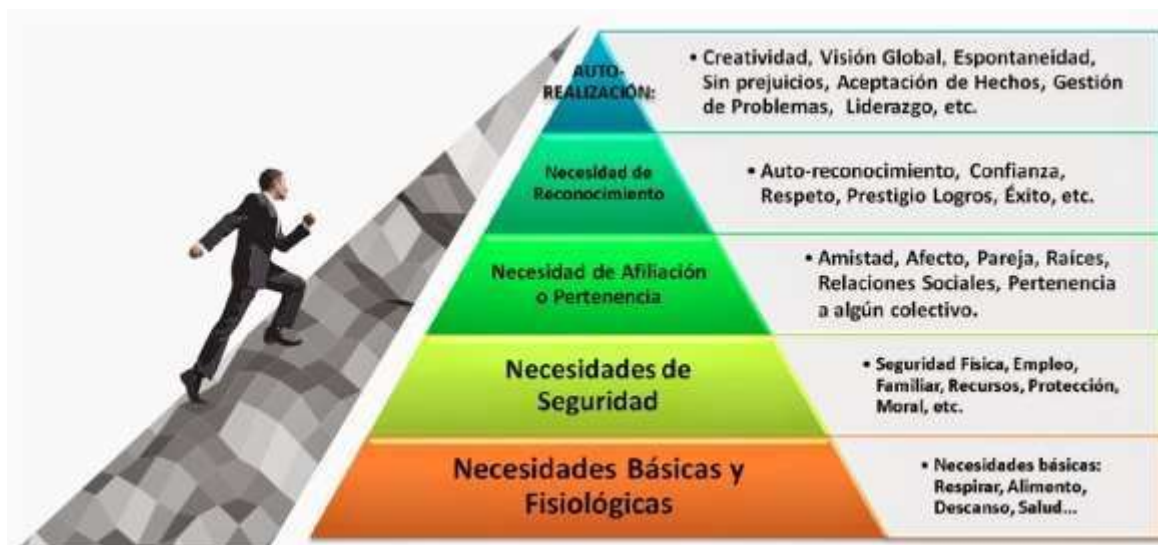 AUTO-
REALIZACIÓN:
• Creatividad, Visión Global, Espontaneidad,
Sin prejuicios, Aceptación de Hechos, Gestión
de Problemas, Liderazgo, etc.
Necesidad de
Reconocimiento
• Auto-reconocimiento, Confianza,
Respeto, Prestigio Logros, Éxito, etc.
Necesidad de Afiliación
o Pertenencia
• Amistad, Afecto, Pareja, Raíces,
Relaciones Sociales, Pertenencia
a algún colectivo.
Necesidades de
Seguridad
• Seguridad Física, Empleo,
Familiar, Recursos, Protección,
Moral, etc.
Necesidades Básicas y
Fisiológicas
• Necesidades básicas:
Respirar, Alimento,
Descanso, Salud...